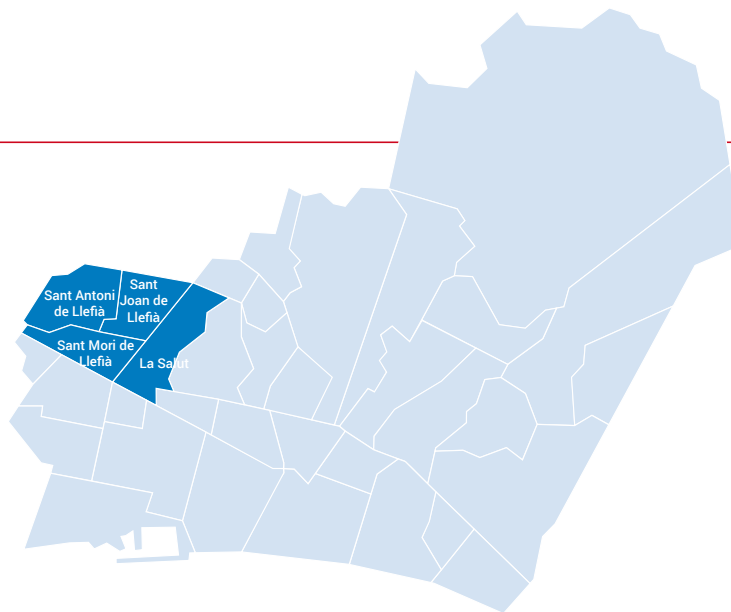 Sant Antoni
de Llefià
Sant
Joan de
Llefià
Sant Mori de
Llefià
La Salut